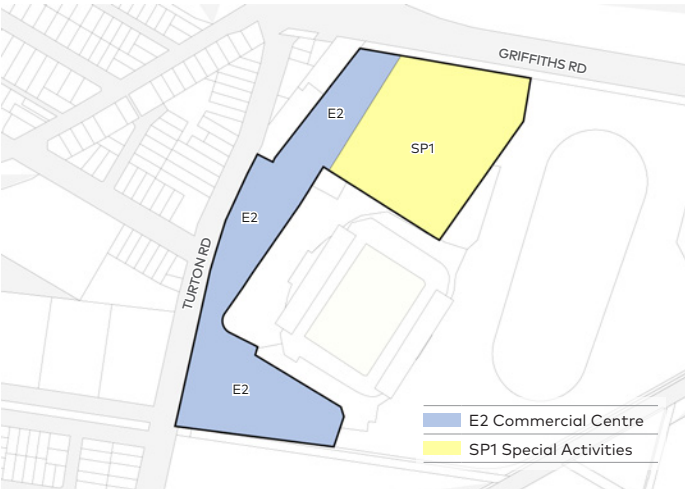 GRIFFITHS RD
E2
SP1
E2
TURTON RD
E2
E2 Commercial Centre
SP1 Special Activities